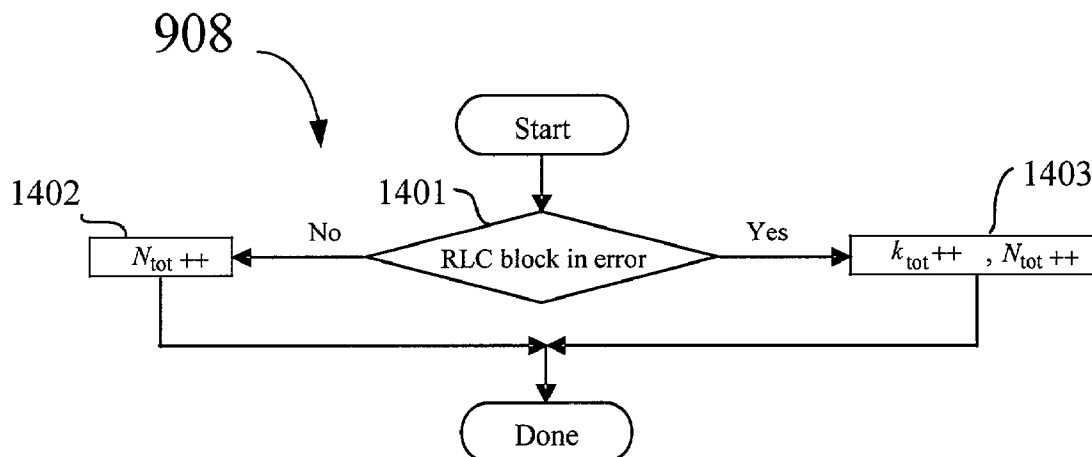 908
Start
1402
1401
1403
No
RLC block in error
Yes
N_tot ++
k_tot ++ , N_tot ++
Done